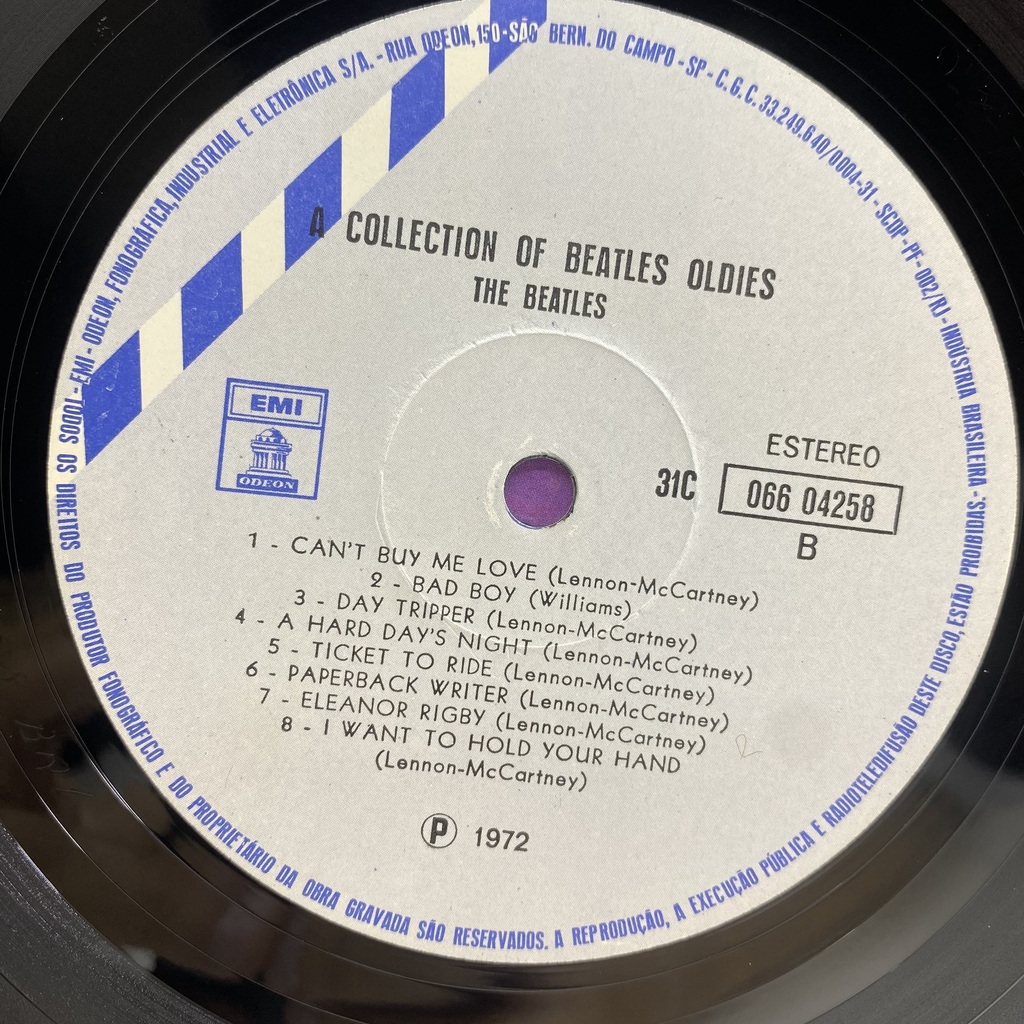 A COLLECTION OF BEATLES OLDIES
THE BEATLES
EMI
ODEON
ESTEREO
31C
066 04258
B
1 - CAN'T BUY ME LOVE (Lennon-McCartney)
2 - BAD BOY (Williams)
3 - DAY TRIPPER (Lennon-McCartney)
4 - A HARD DAY'S NIGHT (Lennon-McCartney)
5 - TICKET TO RIDE (Lennon-McCartney)
6 - PAPERBACK WRITER (Lennon-McCartney)
7 - ELEANOR RIGBY (Lennon-McCartney)
8 - I WANT TO HOLD YOUR HAND
(Lennon-McCartney)
Ⓟ 1972
EMI - ODEON, FONOGRÁFICA, INDUSTRIAL E ELETRÔNICA S/A. - RUA ODEON, 150 - SÃO BERN. DO CAMPO - SP - C.G.C. 33.249.640/0004-31 - SCDP - PF - 002/RJ - INDÚSTRIA BRASILEIRA - TODOS OS DIREITOS DO PRODUTOR FONOGRÁFICO E DO PROPRIETÁRIO DA OBRA GRAVADA SÃO RESERVADOS. A REPRODUÇÃO, A EXECUÇÃO PÚBLICA E RADIOTELEDIFUSÃO DESTE DISCO, ESTÃO PROIBIDAS.